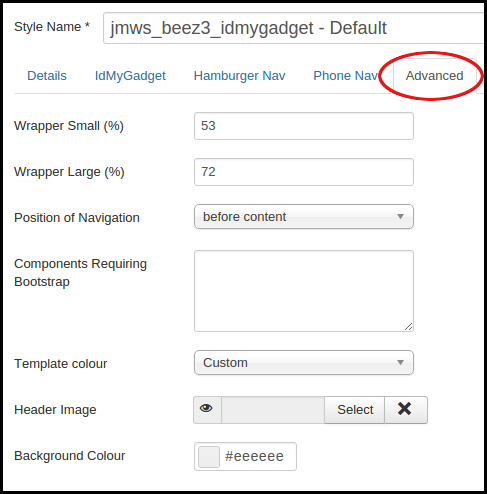 Style Name * jmws_beez3_idmygadget - Default
Details IdMyGadget Hamburger Nav Phone Nav Advanced
Wrapper Small (%) 53
Wrapper Large (%) 72
Position of Navigation before content
Components Requiring
Bootstrap
Template colour Custom
Header Image Select
Background Colour #eeeeee